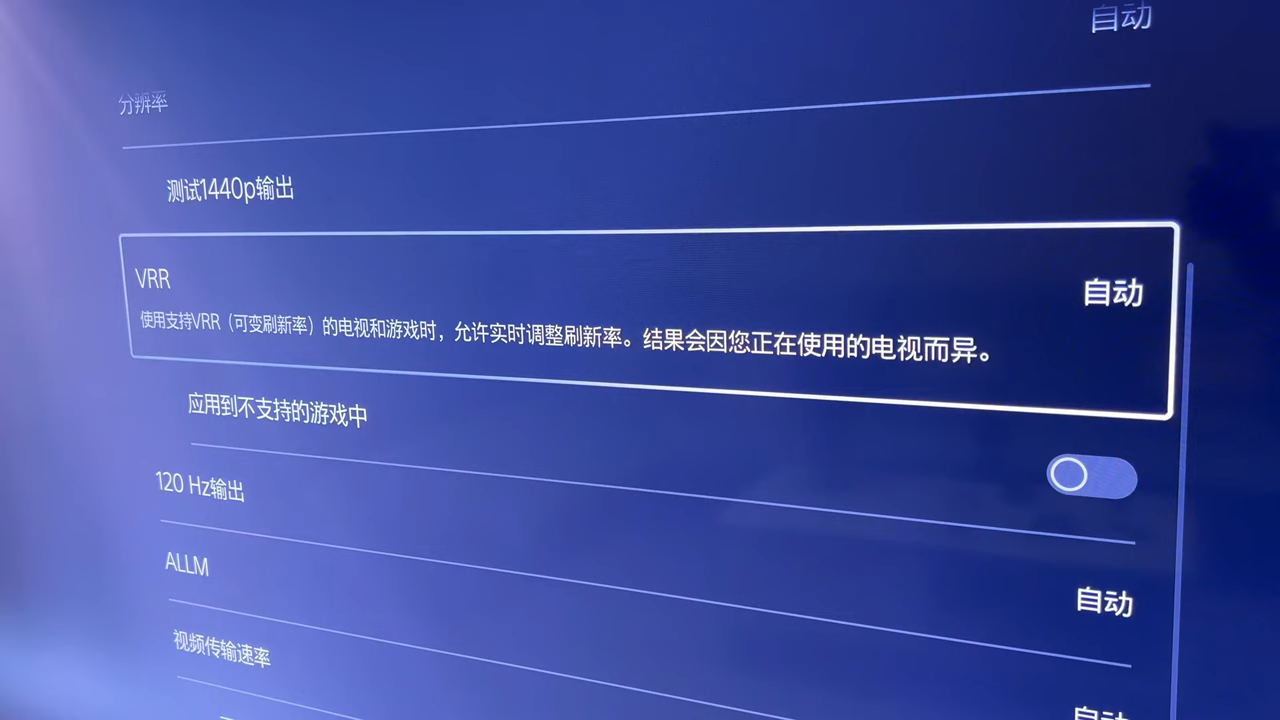 分辨率
自动
测试1440p输出
VRR
自动
使用支持VRR（可变刷新率）的电视和游戏时，允许实时调整刷新率。结果会因您正在使用的电视而异。
应用到不支持的游戏中
120 Hz输出
自动
ALLM
自动
视频传输速率